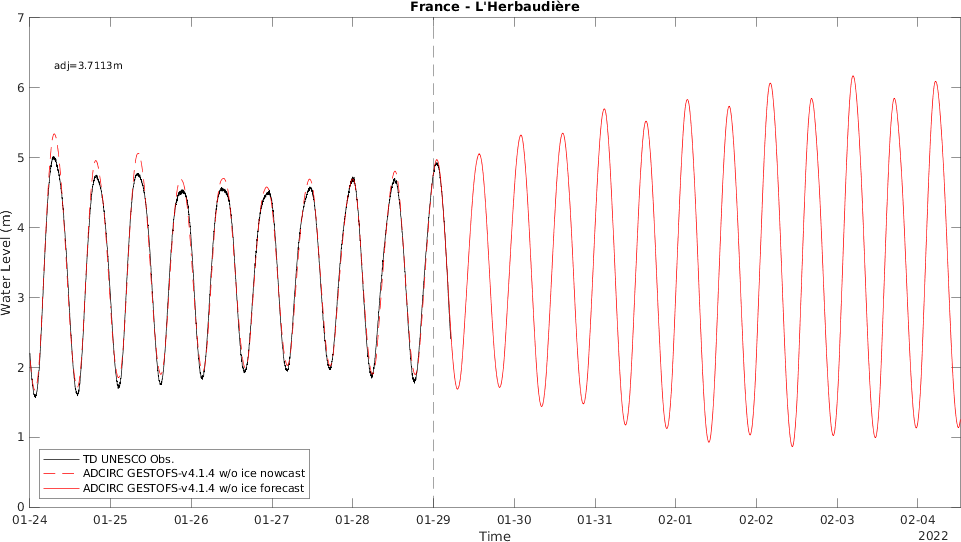 France - L'Herbaudière
adj=3.7113m
7
6
5
4
3
2
1
0
Water Level (m)
TD UNESCO Obs.
ADCIRC GESTOFS-v4.1.4 w/o ice nowcast
ADCIRC GESTOFS-v4.1.4 w/o ice forecast
01-24 01-25 01-26 01-27 01-28 01-29 01-30 01-31 02-01 02-02 02-03 02-04
Time
2022